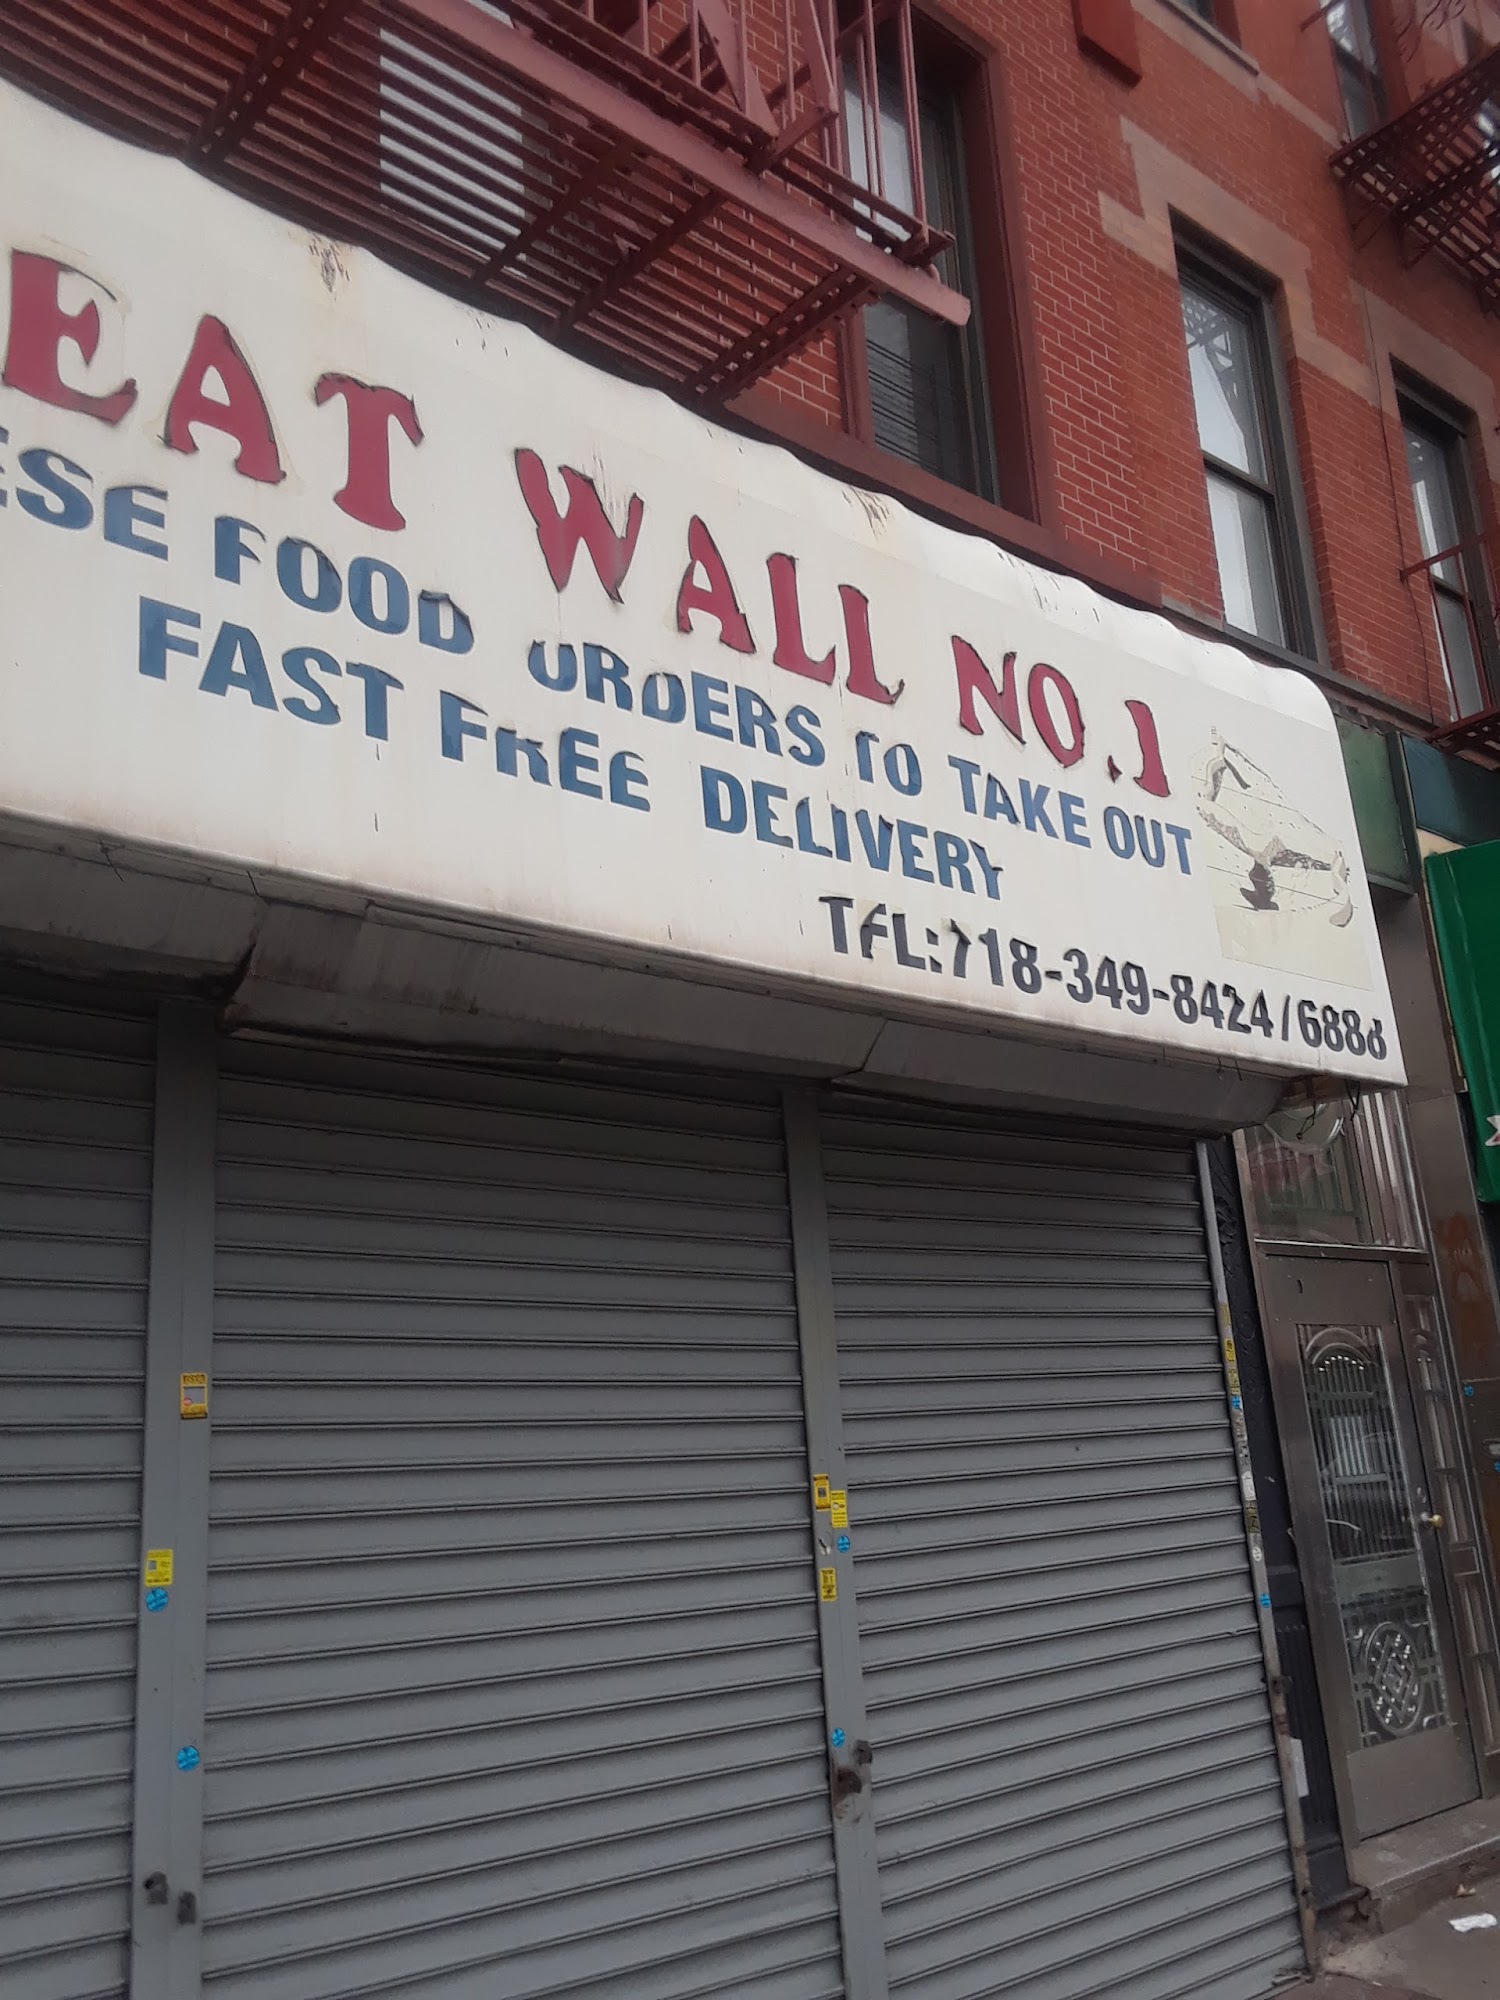 EAT WALL NO.1
ESE FOOD ORDERS TO TAKE OUT
FAST FREE DELIVERY
TEL:718-349-8424/6888